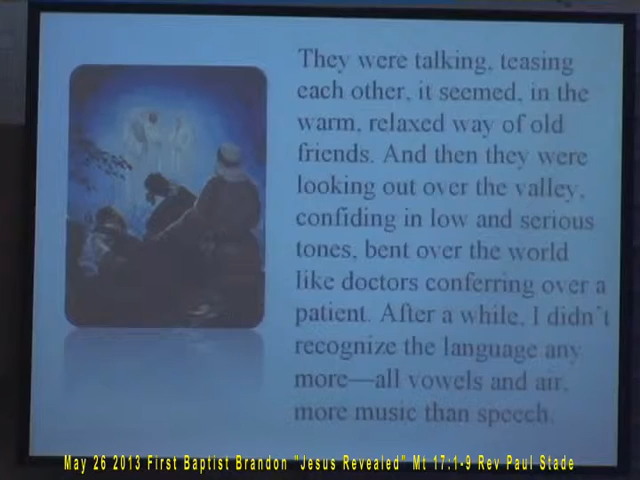 They were talking, teasing
each other, it seemed, in the
warm, relaxed way of old
friends. And then they were
looking out over the valley,
confiding in low and serious
tones, bent over the world
like doctors conferring over a
patient. After a while, I didn't
recognize the language any
more—all vowels and air,
more music than speech.
May 26 2013 First Baptist Brandon "Jesus Revealed" Mt 17:1-9 Rev Paul Stade